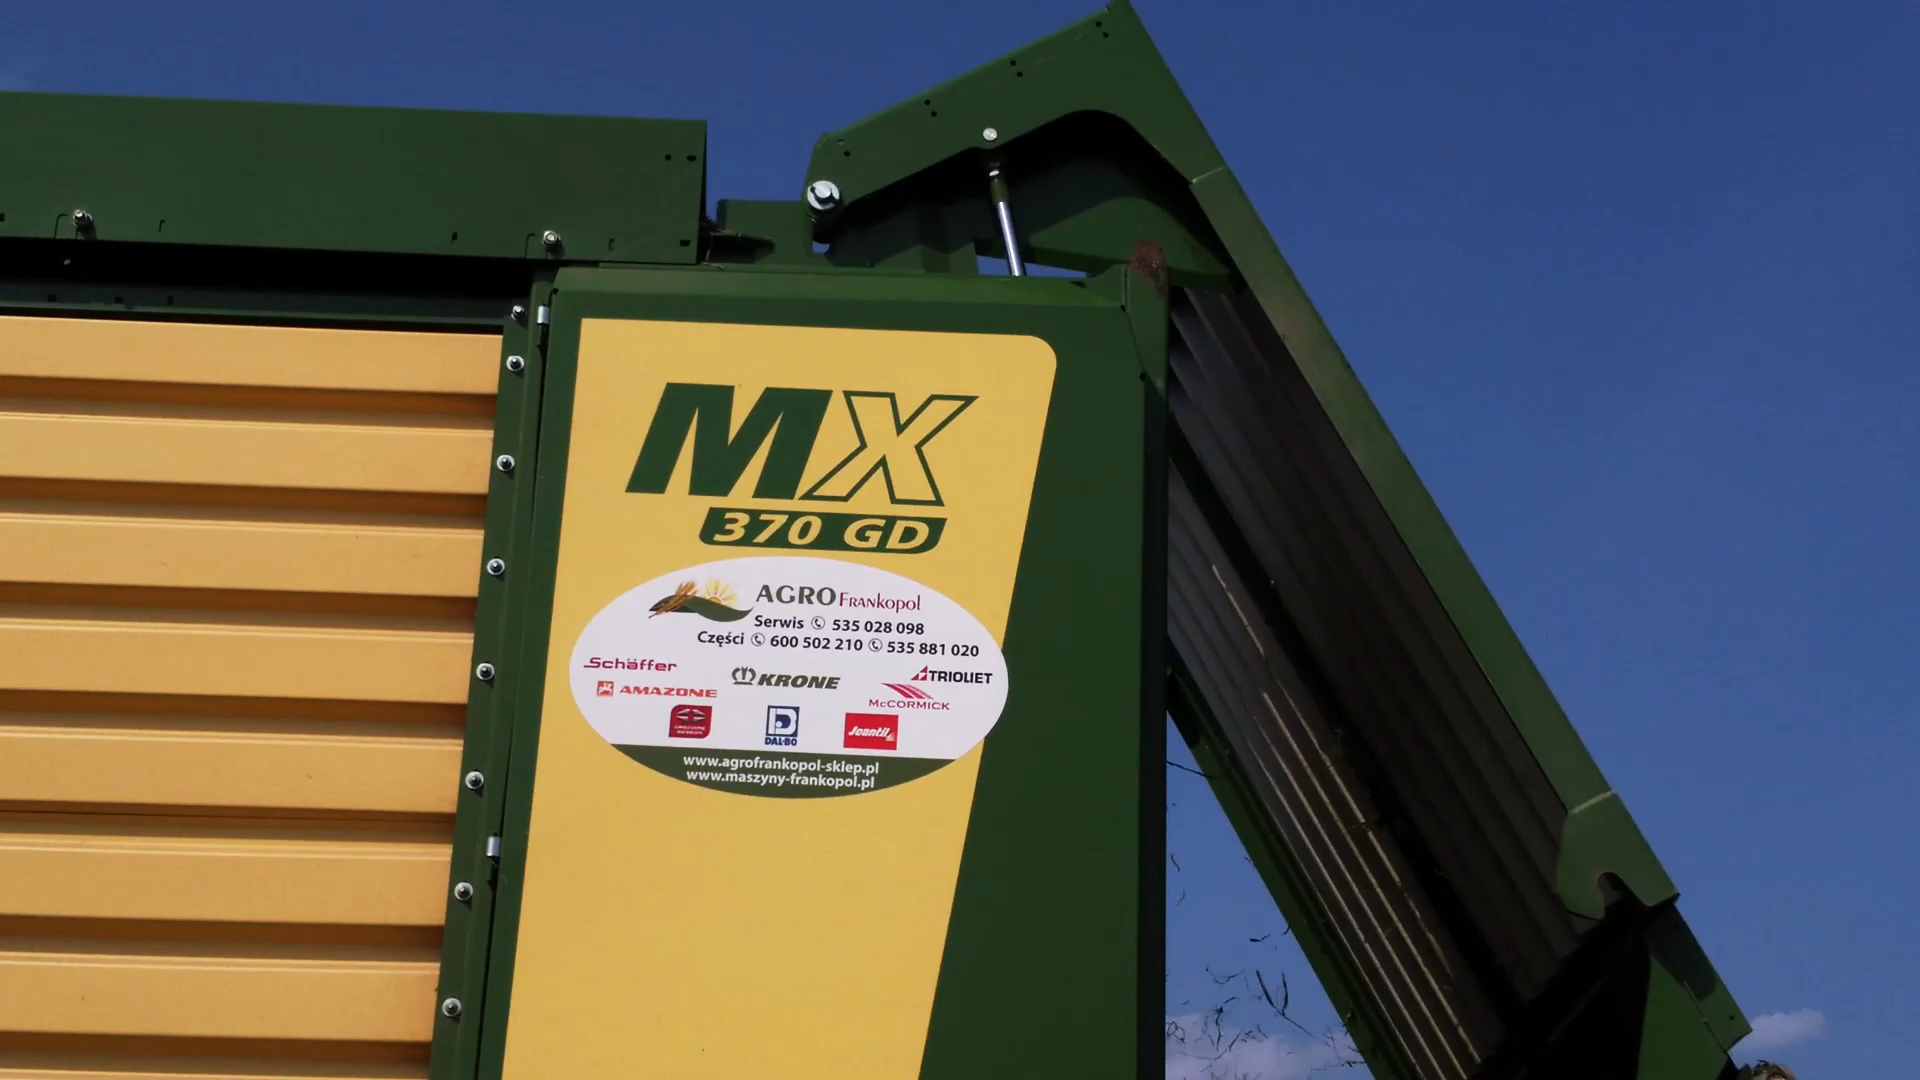 MX
370 GD
AGRO FRANKOPOL
Serwis 535 028 098
Części 600 502 210 535 881 020
Schäffer
KRONE
TRIOLIET
AMAZONE
McCORMICK
DAL-BO
Jeantil
www.agrofrankopol-sklep.pl
www.maszyny-frankopol.pl